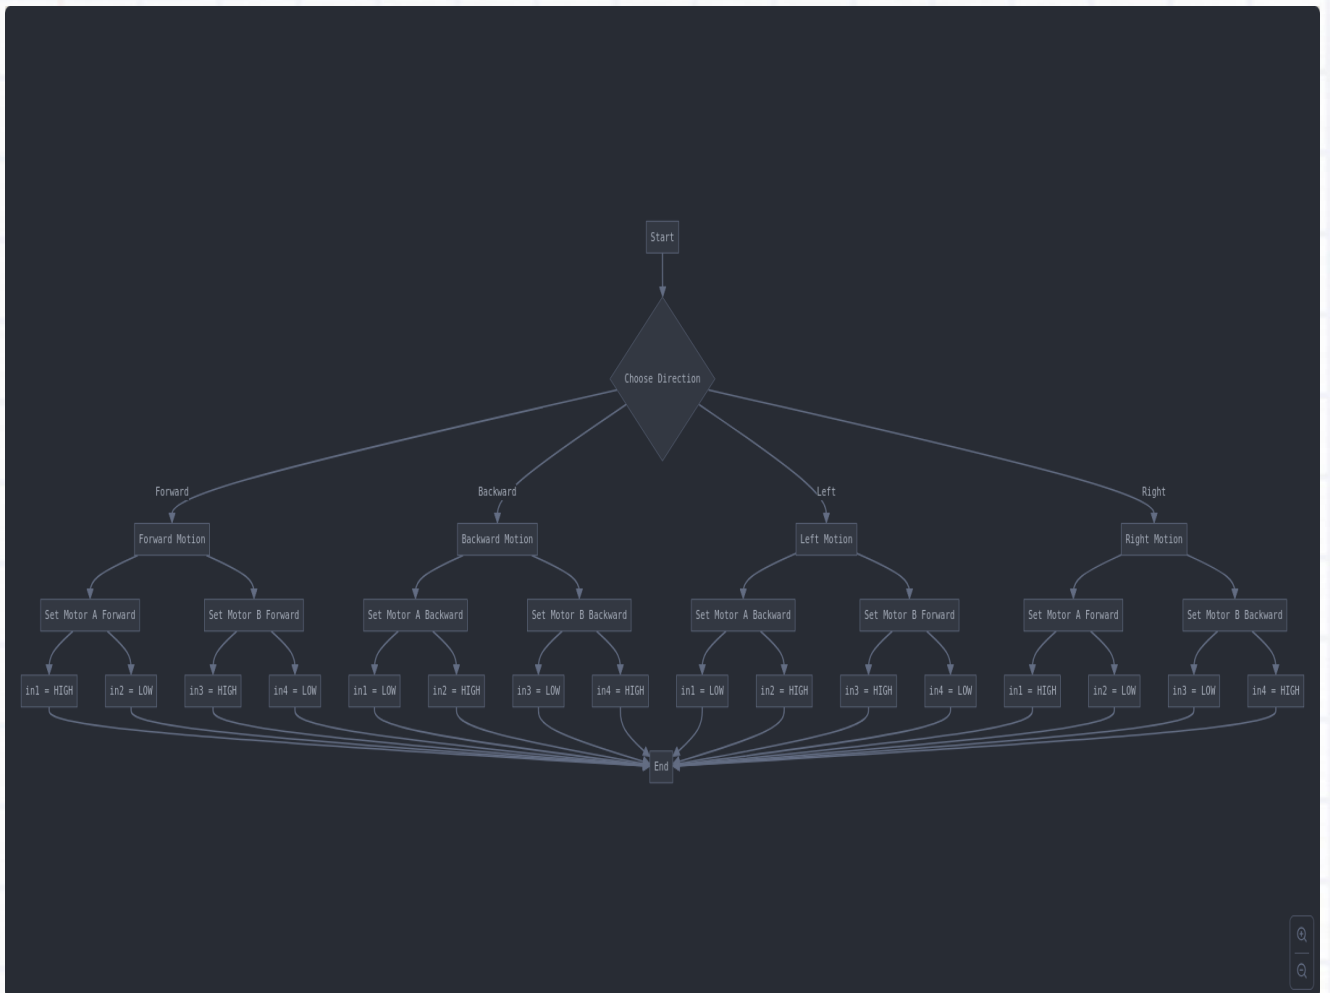 Start
Choose Direction
Forward
Backward
Left
Right
Forward Motion
Backward Motion
Left Motion
Right Motion
Set Motor A Forward
Set Motor B Forward
Set Motor A Backward
Set Motor B Backward
Set Motor A Backward
Set Motor B Forward
Set Motor A Forward
Set Motor B Backward
in1 = HIGH
in2 = LOW
in3 = HIGH
in4 = LOW
in1 = LOW
in2 = HIGH
in3 = LOW
in4 = HIGH
in1 = LOW
in2 = HIGH
in3 = HIGH
in4 = LOW
in1 = HIGH
in2 = LOW
in3 = LOW
in4 = HIGH
End